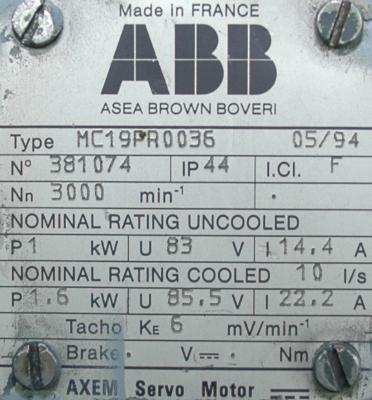 Made in FRANCE
ABB
ASEA BROWN BOVERI
Type MC19PR0036 05/94
Nº 381074 IP 44 I.Cl. F
Nn 3000 min-1
NOMINAL RATING UNCOOLED
P 1 kW U 83 V I 14.4 A
NOMINAL RATING COOLED 10 l/s
P 1.6 kW U 85.5 V I 22.2 A
Tacho KE 6 mV/min-1
Brake V⎓ Nm
AXEM Servo Motor ⎓